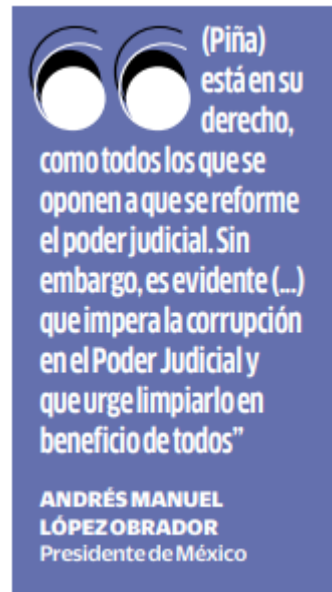 (Piña)
está en su
derecho,
como todos los que se
oponen a que se reforme
el poder judicial. Sin
embargo, es evidente (...)
que impera la corrupción
en el Poder Judicial y
que urge limpiarlo en
beneficio de todos”
ANDRÉS MANUEL
LÓPEZ OBRADOR
Presidente de México